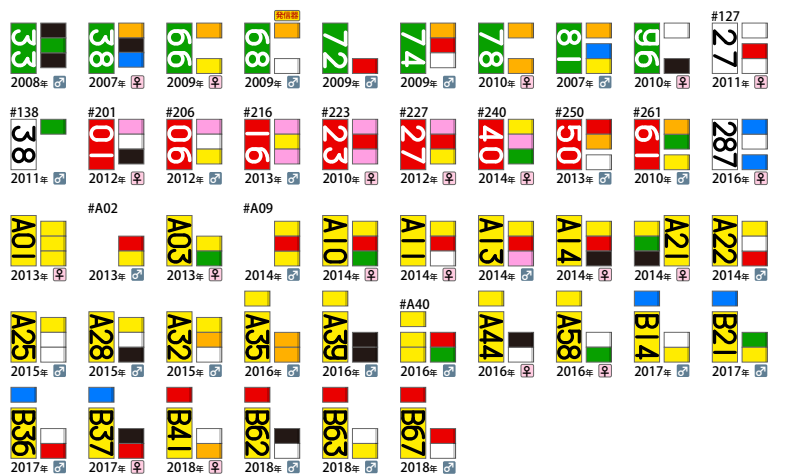 発信器
#127
33 38 66 68 72 74 78 81 96 27
2008年♂ 2007年♀ 2009年♀ 2009年♂ 2009年♂ 2009年♂ 2010年♀ 2007年♂ 2010年♀ 2011年♀
#138 #201 #206 #216 #223 #227 #240 #250 #261
38 01 06 16 23 27 40 50 61 287
2011年♂ 2012年♀ 2012年♂ 2013年♂ 2010年♀ 2012年♀ 2014年♀ 2013年♂ 2010年♂ 2016年♀
#A02 #A09
A01 A03 A10 A11 A13 A14 A21 A22
2013年♀ 2013年♂ 2013年♀ 2014年♂ 2014年♀ 2014年♀ 2014年♂ 2014年♀ 2014年♀ 2014年♂
#A40
A25 A28 A32 A35 A39 A44 A58 B14 B21
2015年♂ 2015年♂ 2015年♀ 2016年♂ 2016年♂ 2016年♂ 2016年♀ 2016年♀ 2017年♂ 2017年♂
B36 B37 B41 B62 B63 B67
2017年♂ 2017年♀ 2018年♀ 2018年♂ 2018年♂ 2018年♂